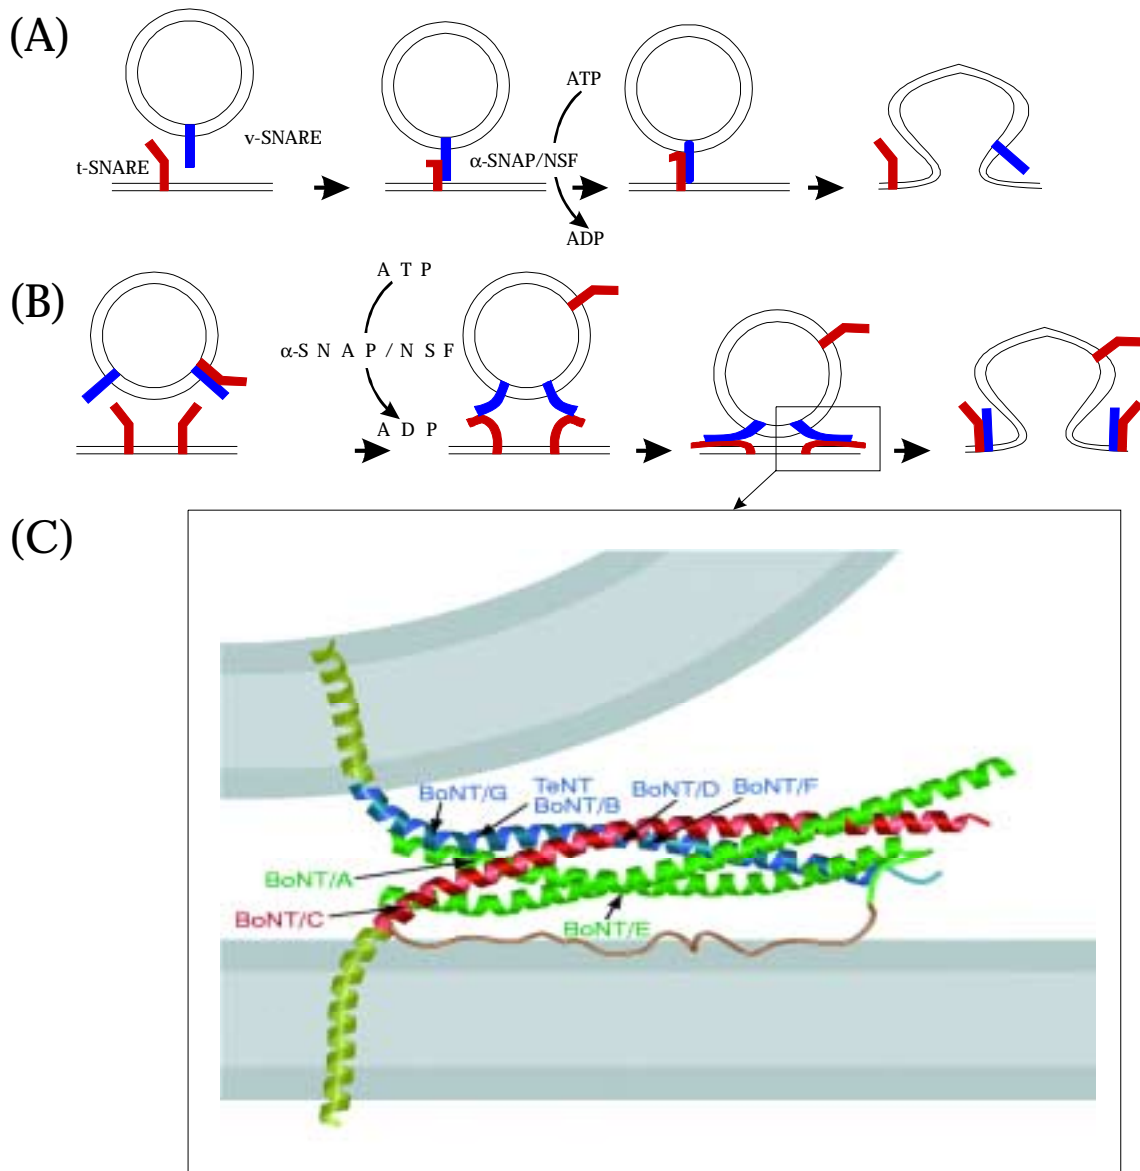 (A)
v-SNARE
t-SNARE
ATP
α-SNAP/NSF
ADP
(B)
A T P
α-S N A P / N S F
A D P
(C)
BoNT/G
TeNT
BoNT/B
BoNT/D
BoNT/F
BoNT/A
BoNT/C
BoNT/E